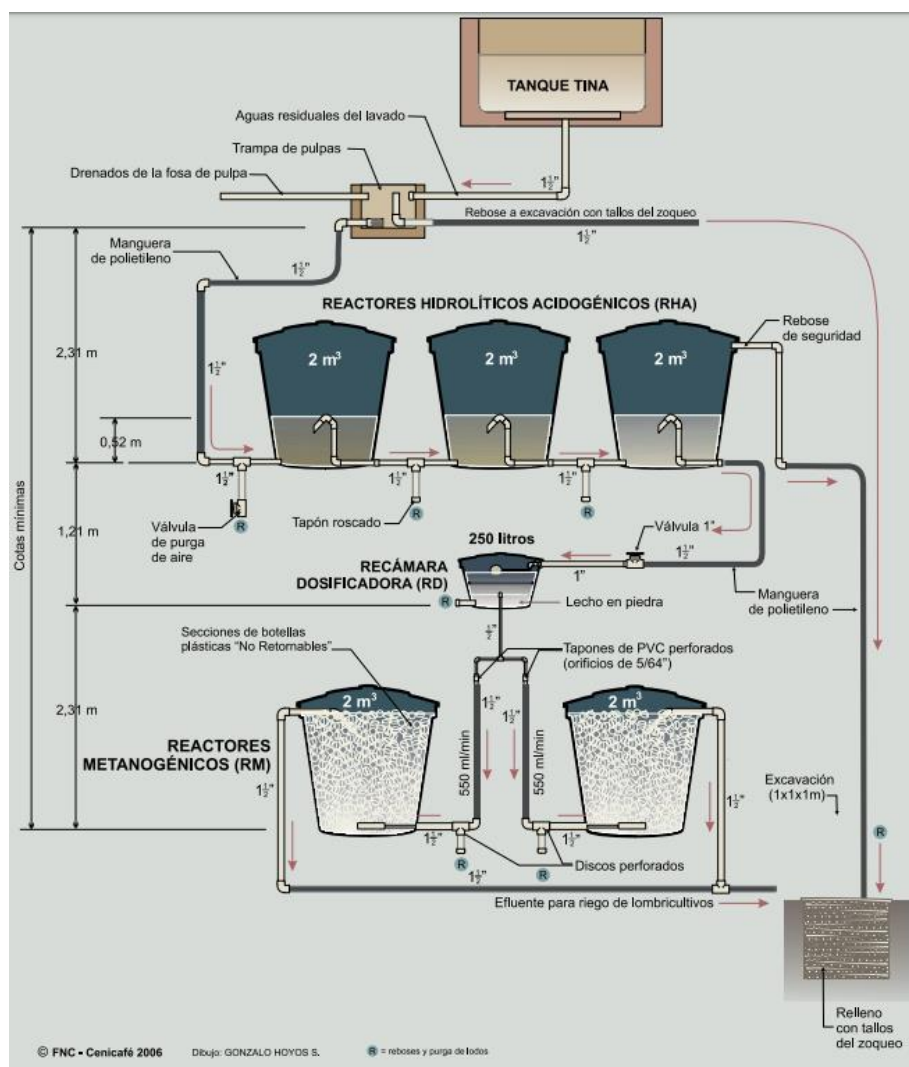 TANQUE TINA
Aguas residuales del lavado
Trampa de pulpas
Drenados de la fosa de pulpa
1½"
Rebose a excavación con tallos del zoqueo
1½"
Manguera
de polietileno
1½"
REACTORES HIDROLÍTICOS ACIDOGÉNICOS (RHA)
Rebose
de seguridad
2 m³
2 m³
2 m³
2,31 m
1½"
0,52 m
1½"
1½"
1½"
Válvula
de purga
de aire
R
Tapón roscado
R
R
Cotas mínimas
1,21 m
250 litros
Válvula 1"
1½"
1"
RECÁMARA
DOSIFICADORA (RD)
R
Lecho en piedra
Manguera
de polietileno
½"
Secciones de botellas
plásticas "No Retornables"
Tapones de PVC perforados
(orificios de 5/64")
2 m³
2 m³
1½"
1½"
2,31 m
REACTORES
METANOGÉNICOS (RM)
550 ml/min
550 ml/min
1½"
1½"
Excavación
(1x1x1m)
1½"
1½"
R
R
R
Discos perforados
1½"
Efluente para riego de lombricultivos
Relleno
con tallos
del zoqueo
© FNC - Cenicafé 2006
Dibujo: GONZALO HOYOS S.
R = reboses y purga de lodos